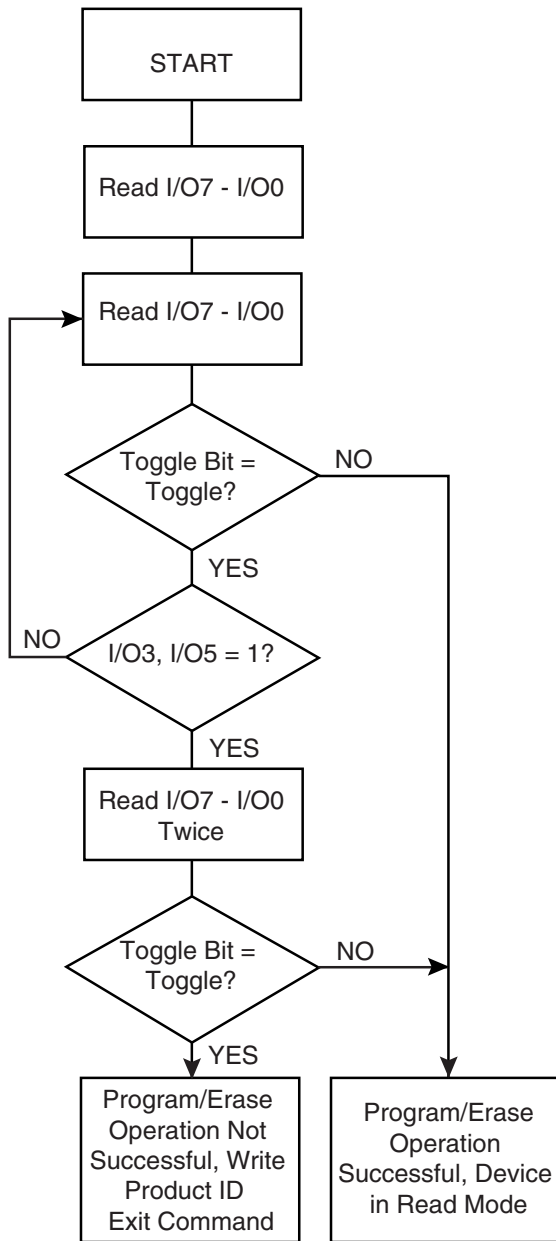 START
Read I/O7 - I/O0
Read I/O7 - I/O0
Toggle Bit =
Toggle?
NO
YES
NO
I/O3, I/O5 = 1?
YES
Read I/O7 - I/O0
Twice
Toggle Bit =
Toggle?
NO
YES
Program/Erase
Operation Not
Successful, Write
Product ID
Exit Command
Program/Erase
Operation
Successful, Device
in Read Mode